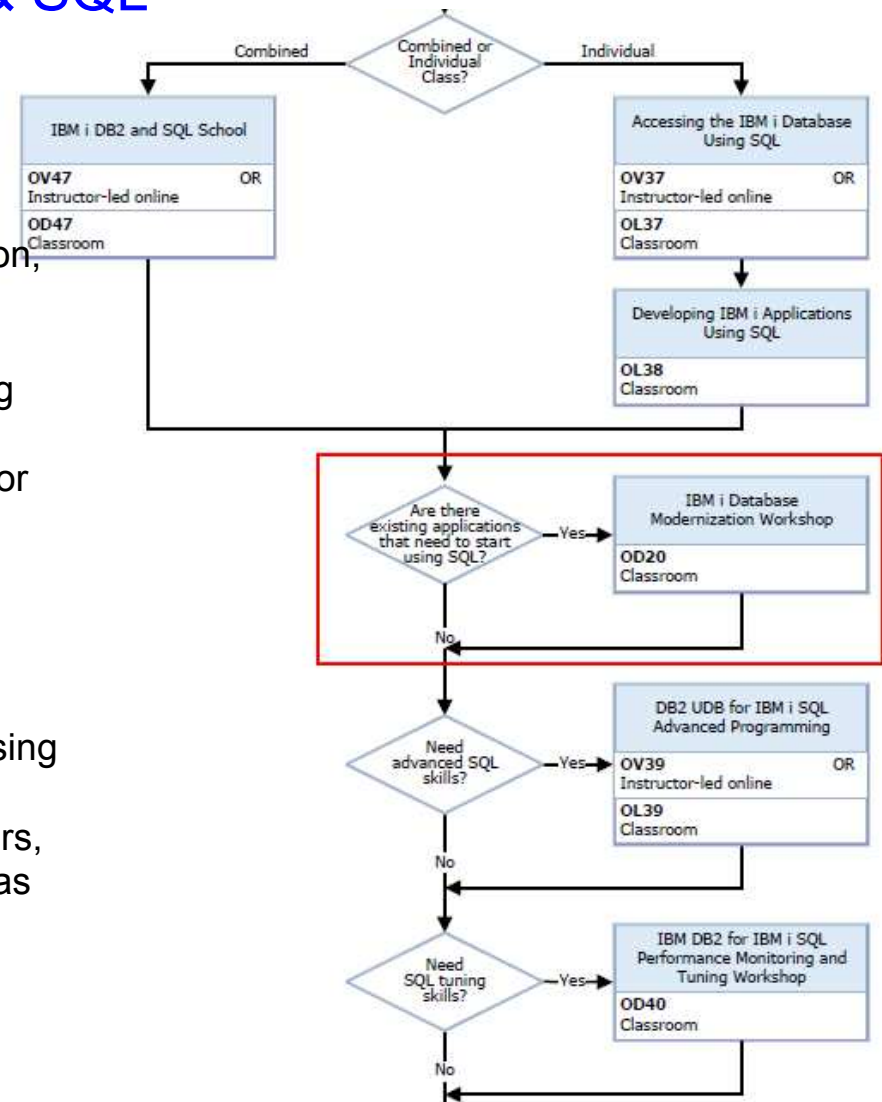 & SQL
Combined or
Individual
Class?
Combined
Individual
IBM i DB2 and SQL School
OV47 OR
Instructor-led online
OD47
Classroom
Accessing the IBM i Database
Using SQL
OV37 OR
Instructor-led online
OL37
Classroom
Developing IBM i Applications
Using SQL
OL38
Classroom
on,
g
or
Are there
existing applications
that need to start
using SQL?
Yes
IBM i Database
Modernization Workshop
OD20
Classroom
No
sing
rs,
as
Need
advanced SQL
skills?
Yes
DB2 UDB for IBM i SQL
Advanced Programming
OV39 OR
Instructor-led online
OL39
Classroom
No
Need
SQL tuning
skills?
Yes
IBM DB2 for IBM i SQL
Performance Monitoring and
Tuning Workshop
OD40
Classroom
No